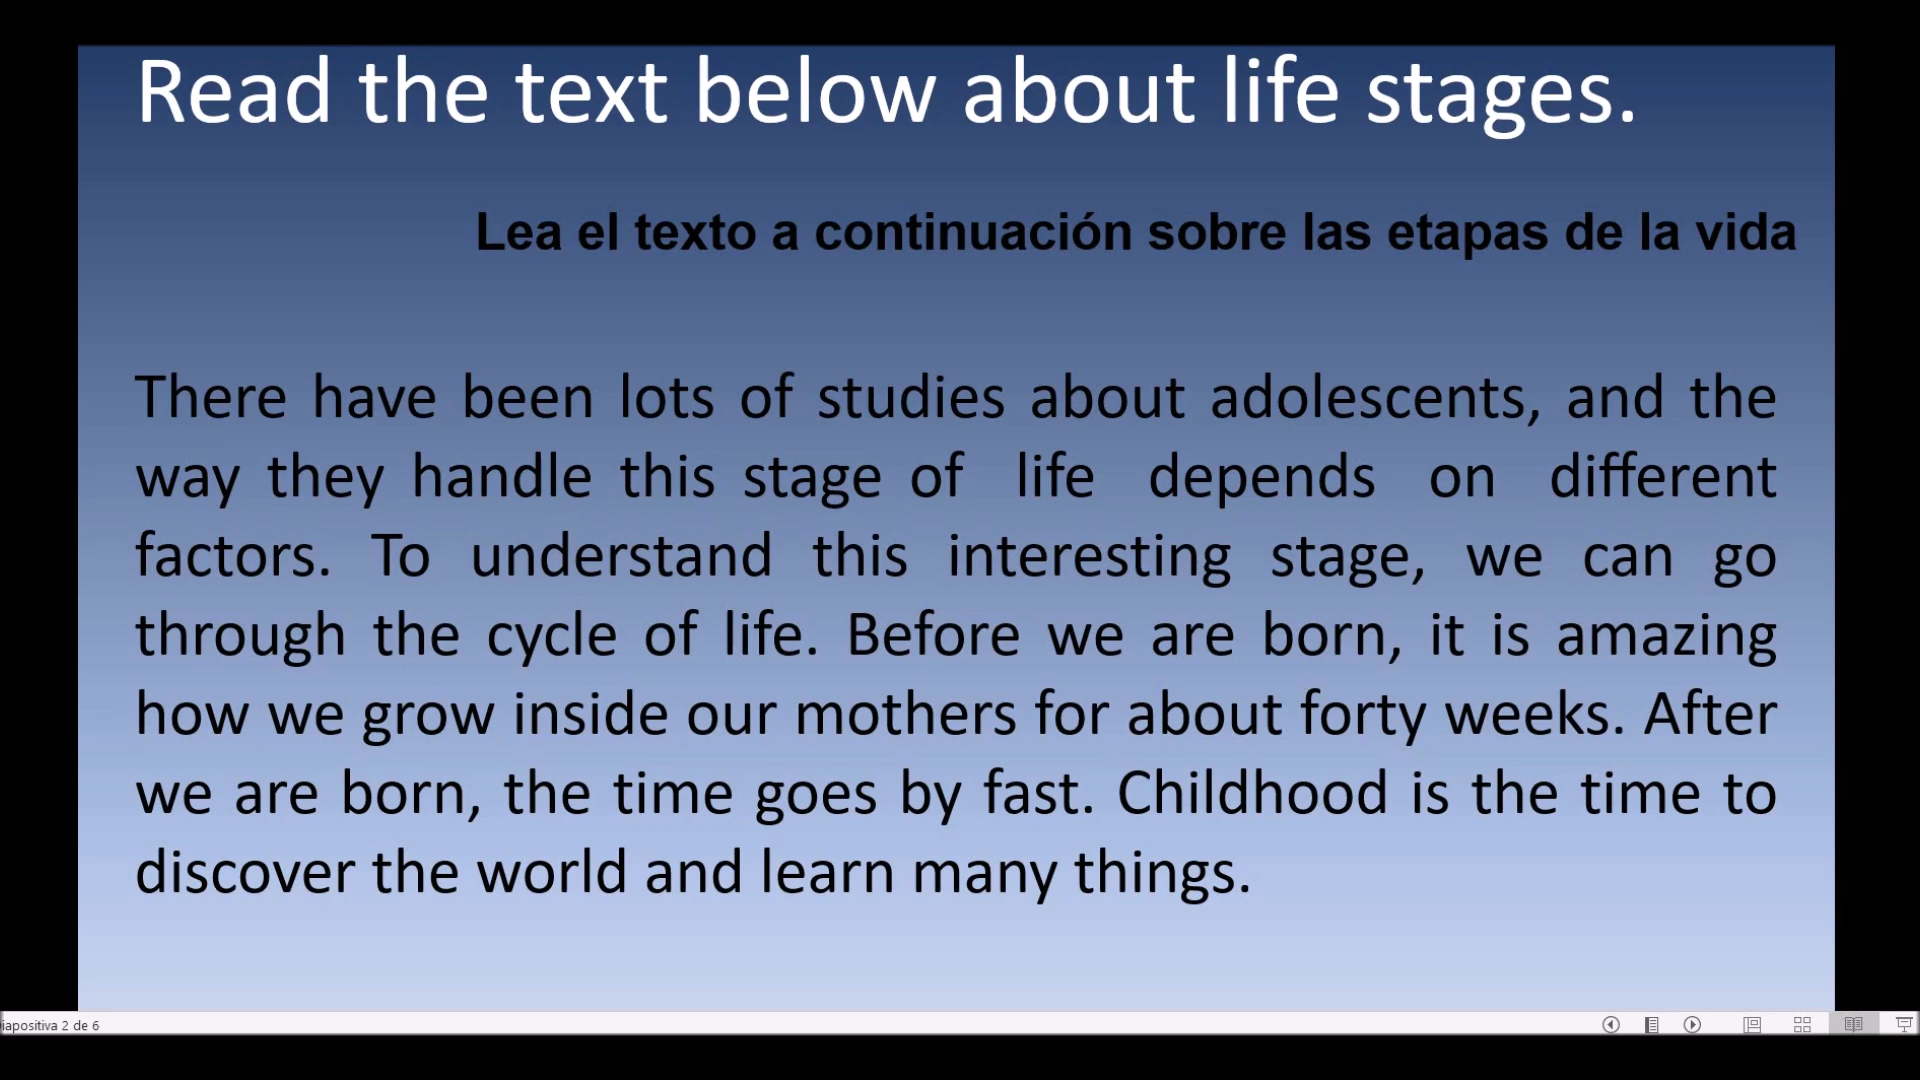 Read the text below about life stages.
Lea el texto a continuación sobre las etapas de la vida
There have been lots of studies about adolescents, and the
way they handle this stage of life depends on different
factors. To understand this interesting stage, we can go
through the cycle of life. Before we are born, it is amazing
how we grow inside our mothers for about forty weeks. After
we are born, the time goes by fast. Childhood is the time to
discover the world and learn many things.
iapositiva 2 de 6